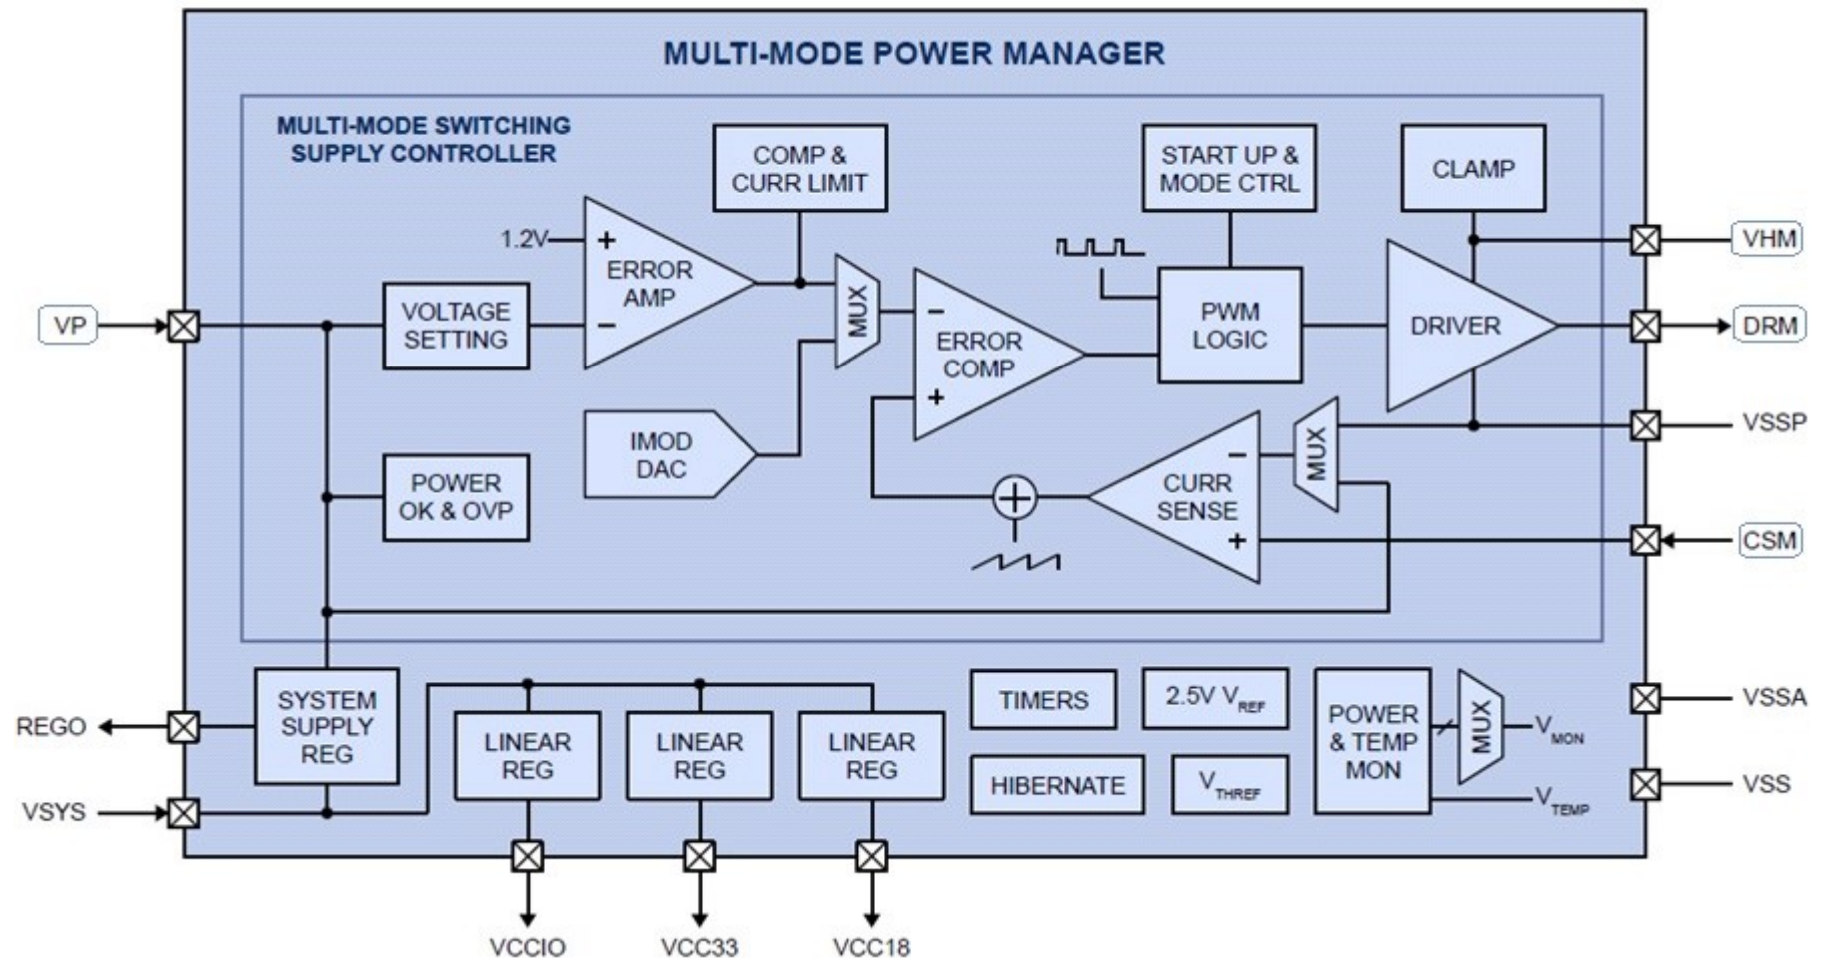 MULTI-MODE POWER MANAGER
MULTI-MODE SWITCHING
SUPPLY CONTROLLER
COMP &
CURR LIMIT
START UP &
MODE CTRL
CLAMP
1.2V
+
ERROR
AMP
−
VHM
VP
VOLTAGE
SETTING
MUX
−
ERROR
COMP
+
PWM
LOGIC
DRIVER
DRM
IMOD
DAC
VSSP
POWER
OK & OVP
+
−
CURR
SENSE
+
MUX
CSM
REGO
SYSTEM
SUPPLY
REG
VSYS
LINEAR
REG
LINEAR
REG
LINEAR
REG
TIMERS
2.5V VREF
HIBERNATE
VTHREF
POWER
& TEMP
MON
MUX
VMON
VTEMP
VSSA
VSS
VCCIO
VCC33
VCC18